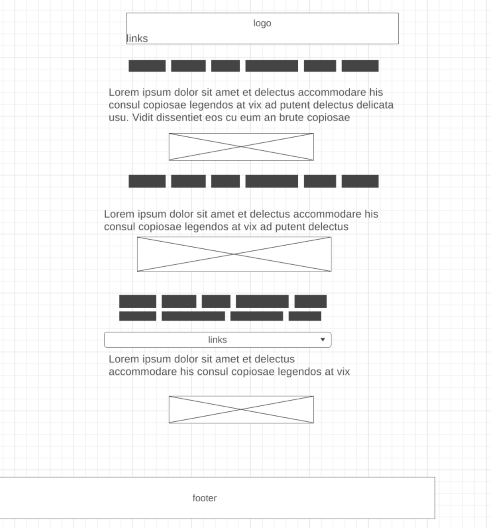 logo
links
Lorem ipsum dolor sit amet et delectus accommodare his
consul copiosae legendos at vix ad putent delectus delicata
usu. Vidit dissentiet eos cu eum an brute copiosae
Lorem ipsum dolor sit amet et delectus accommodare his
consul copiosae legendos at vix ad putent delectus
links
Lorem ipsum dolor sit amet et delectus
accommodare his consul copiosae legendos at vix
footer